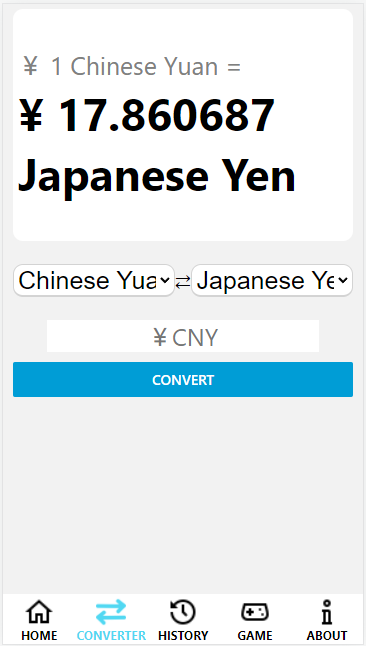 ¥ 1 Chinese Yuan =
¥ 17.860687
Japanese Yen
Chinese Yua
Japanese Ye
¥ CNY
CONVERT
HOME
CONVERTER
HISTORY
GAME
ABOUT